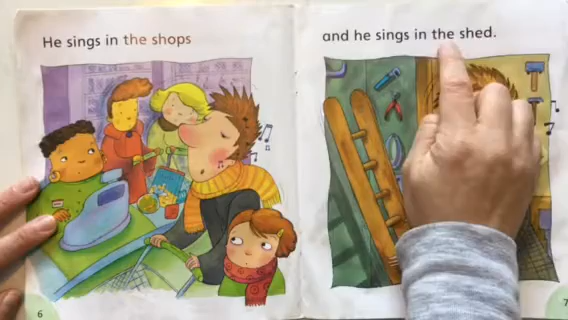 He sings in the shops
and he sings in the shed.
6
7